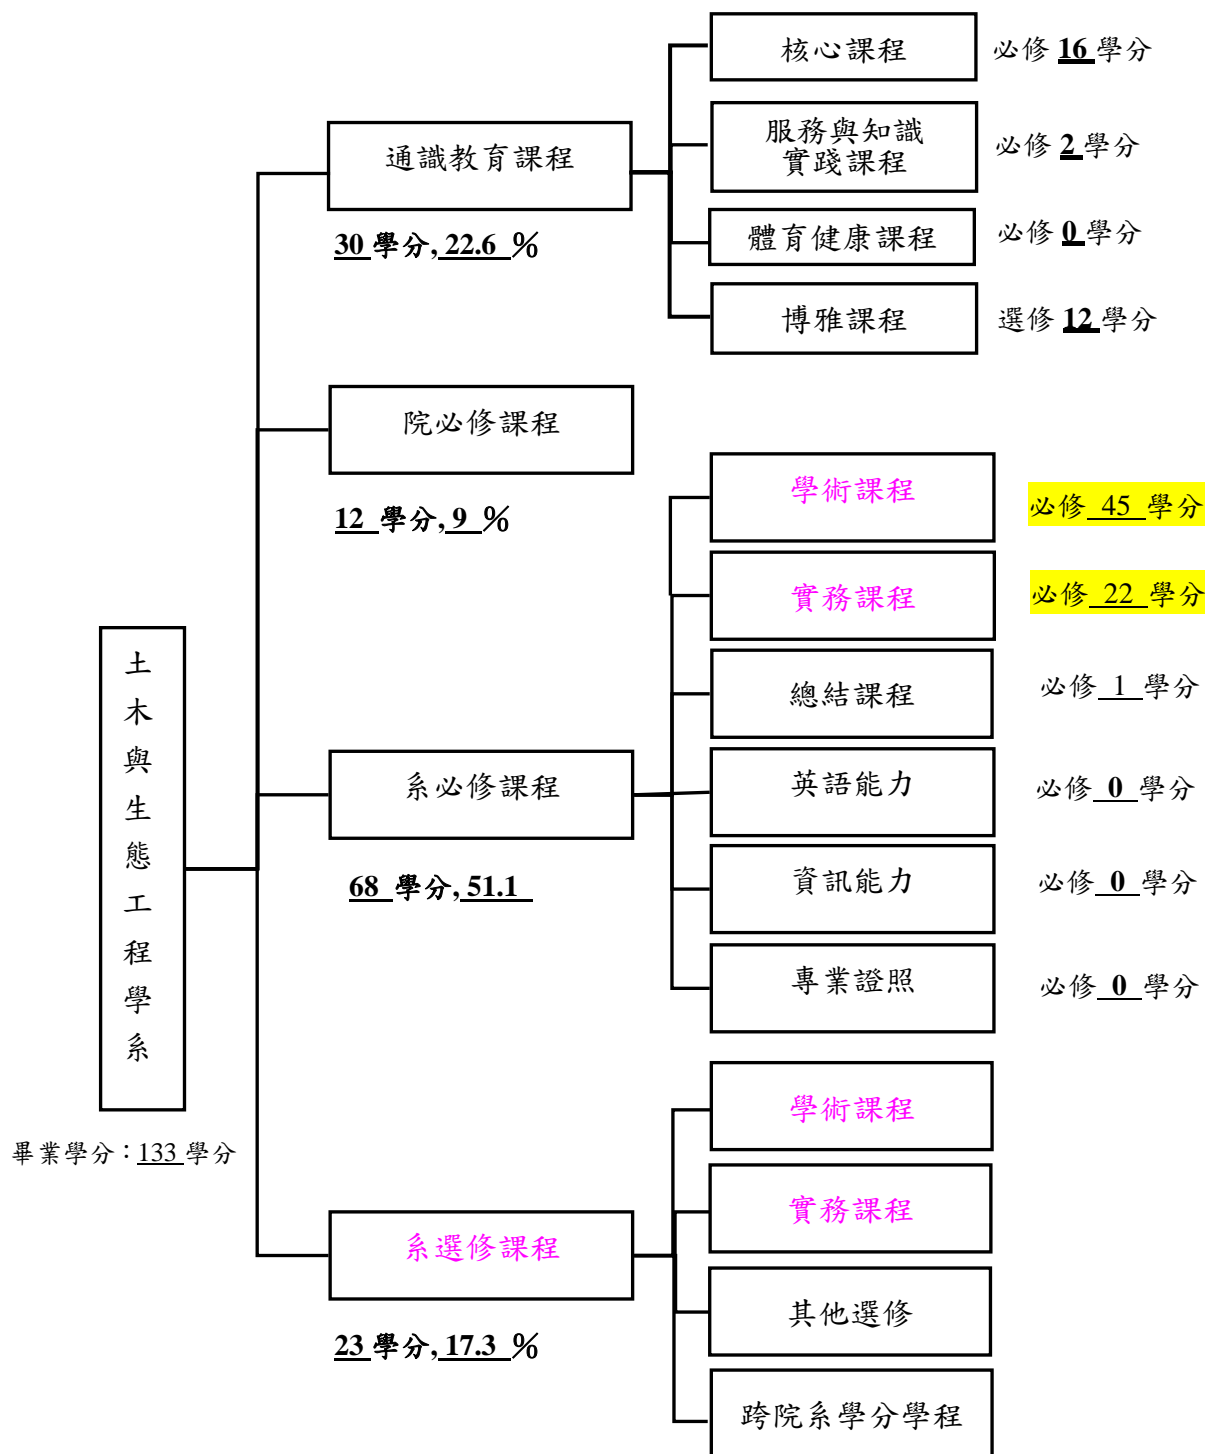 核心課程
必修 16 學分
服務與知識
實踐課程
必修 2 學分
通識教育課程
體育健康課程
必修 0 學分
30 學分, 22.6 %
博雅課程
選修 12 學分
院必修課程
12 學分, 9 %
學術課程
必修 45 學分
實務課程
必修 22 學分
土木與生態工程學系
總結課程
必修 1 學分
系必修課程
英語能力
必修 0 學分
68 學分, 51.1
資訊能力
必修 0 學分
專業證照
必修 0 學分
畢業學分：133 學分
學術課程
實務課程
系選修課程
其他選修
23 學分, 17.3 %
跨院系學分學程